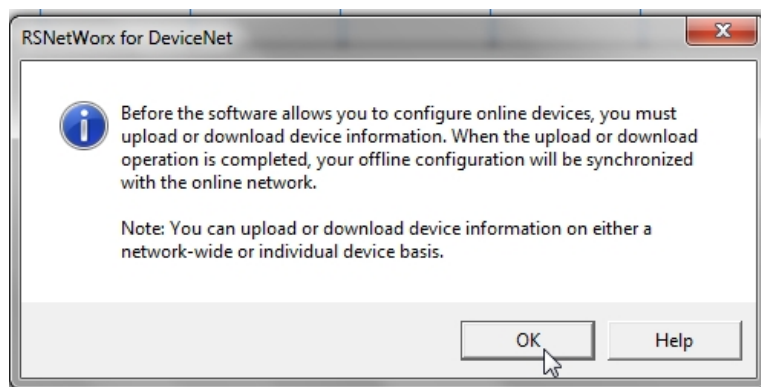 RSNetWorx for DeviceNet
Before the software allows you to configure online devices, you must
upload or download device information. When the upload or download
operation is completed, your offline configuration will be synchronized
with the online network.
Note: You can upload or download device information on either a
network-wide or individual device basis.
OK
Help